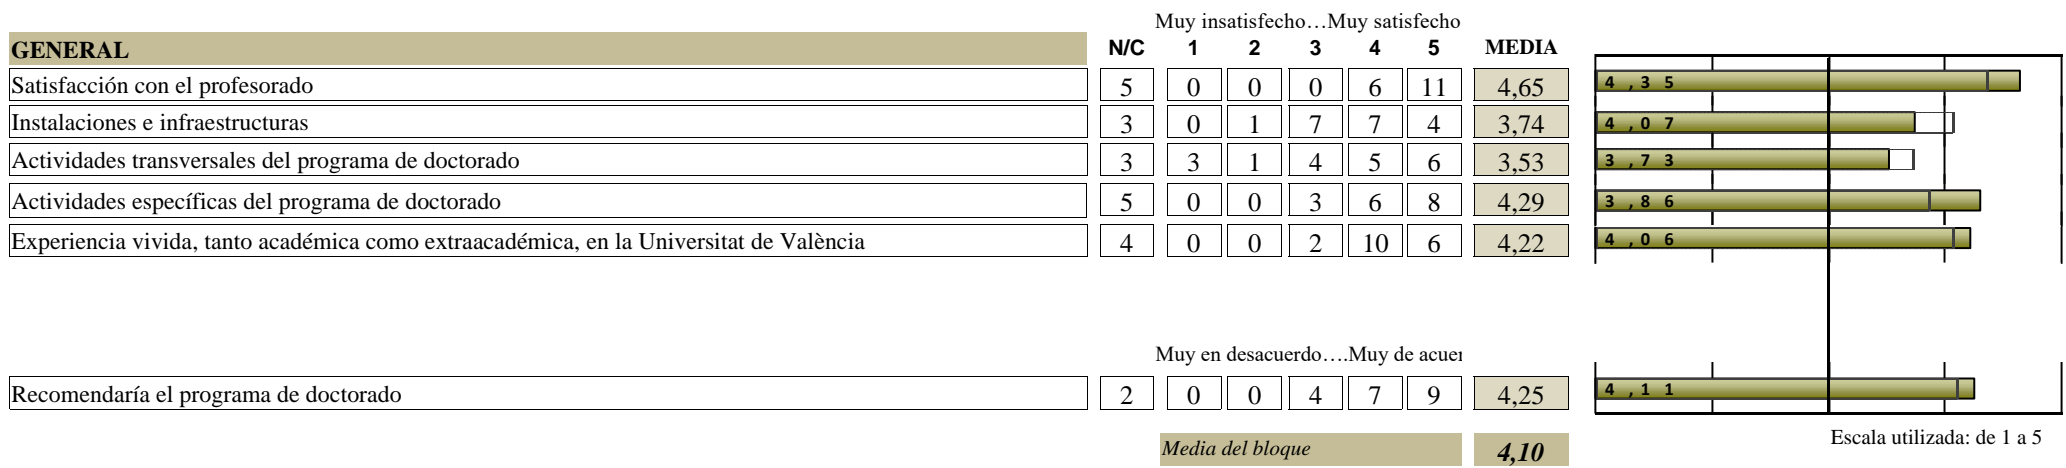 Muy insatisfecho…Muy satisfecho
GENERAL N/C 1 2 3 4 5 MEDIA
Satisfacción con el profesorado 5 0 0 0 6 11 4,65 4,35
Instalaciones e infraestructuras 3 0 1 7 7 4 3,74 4,07
Actividades transversales del programa de doctorado 3 3 1 4 5 6 3,53 3,73
Actividades específicas del programa de doctorado 5 0 0 3 6 8 4,29 3,86
Experiencia vivida, tanto académica como extraacadémica, en la Universitat de València 4 0 0 2 10 6 4,22 4,06
Muy en desacuerdo….Muy de acuer
Recomendaría el programa de doctorado 2 0 0 4 7 9 4,25 4,11
Media del bloque 4,10
Escala utilizada: de 1 a 5